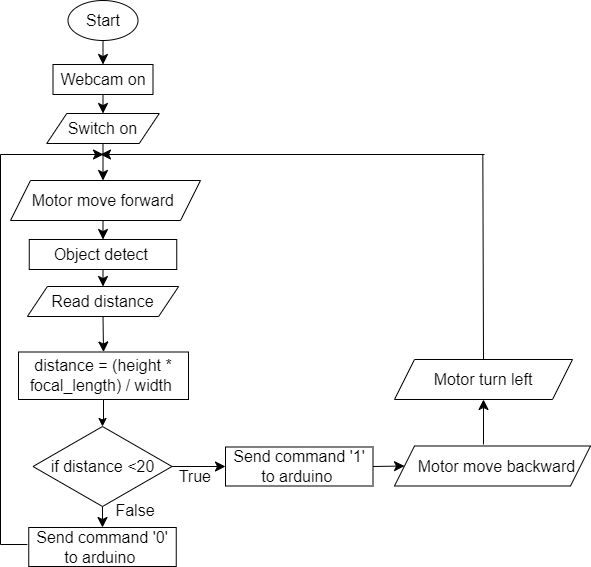 Start
Webcam on
Switch on
Motor move forward
Object detect
Read distance
distance = (height *
focal_length) / width
if distance <20
True
Send command '1'
to arduino
Motor move backward
Motor turn left
False
Send command '0'
to arduino